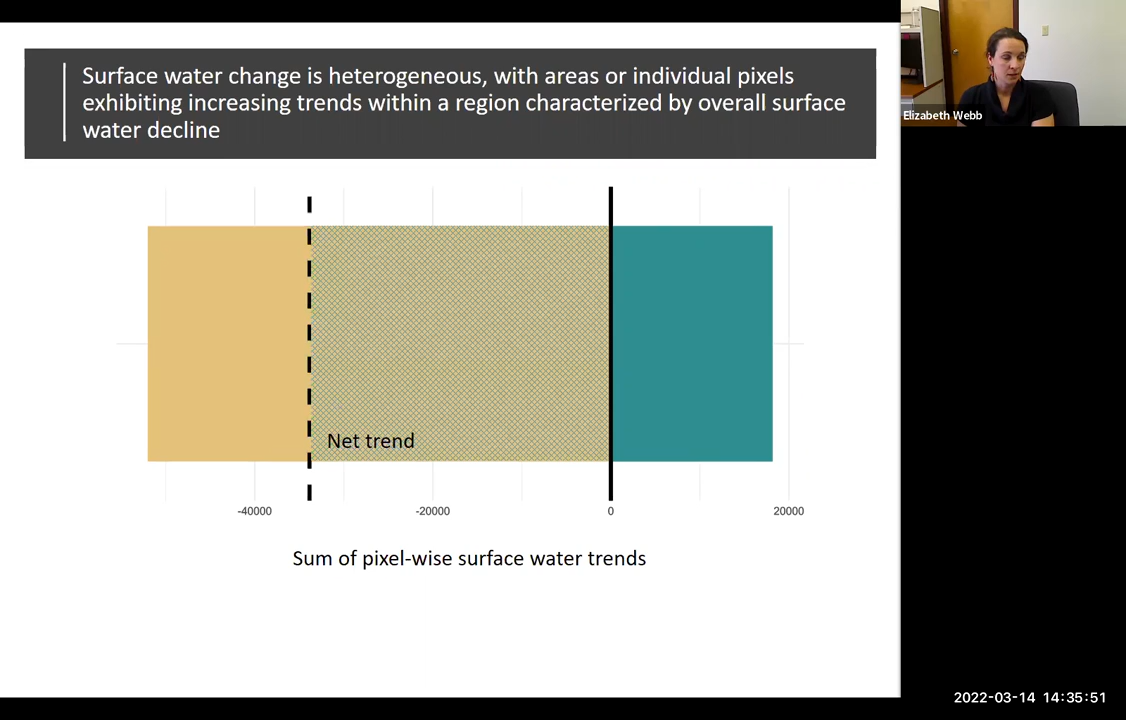 Surface water change is heterogeneous, with areas or individual pixels
exhibiting increasing trends within a region characterized by overall surface
water decline
Elizabeth Webb
Net trend
-40000
-20000
0
20000
Sum of pixel-wise surface water trends
2022-03-14 14:35:51